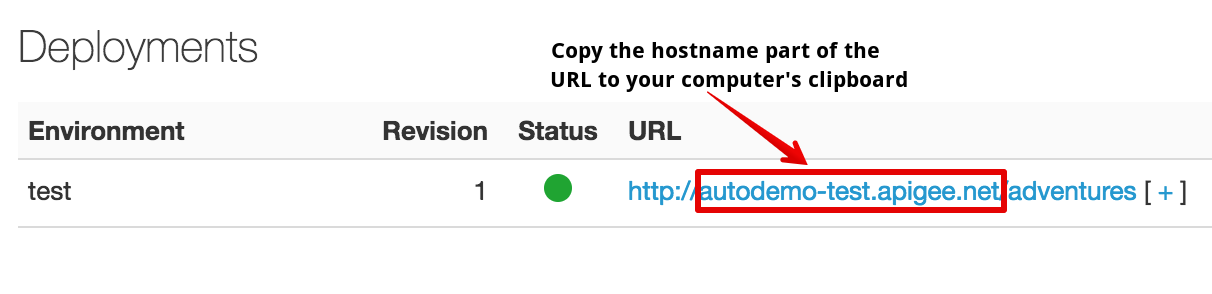 Deployments
Copy the hostname part of the
URL to your computer's clipboard
Environment Revision Status URL
test 1 http://autodemo-test.apigee.net/adventures [ + ]